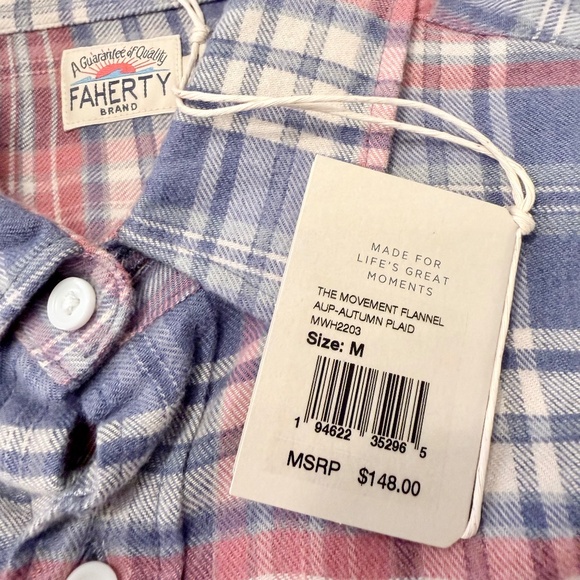 A Guarantee of Quality
FAHERTY
BRAND
MADE FOR
LIFE'S GREAT
MOMENTS
THE MOVEMENT FLANNEL
AUP-AUTUMN PLAID
MWH2203
Size: M
1 94622 35296 5
MSRP $148.00